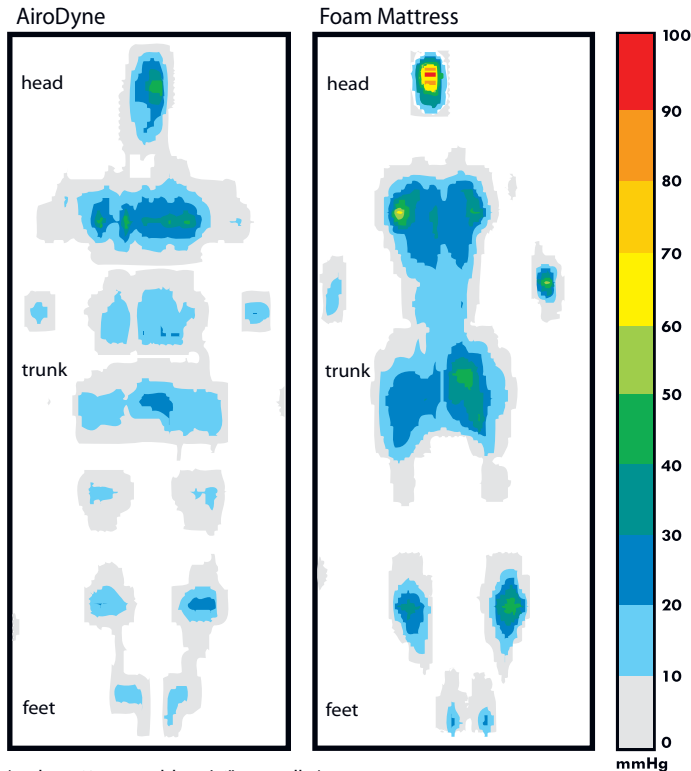 AiroDyne
Foam Mattress
head
trunk
feet
head
trunk
feet
100
90
80
70
60
50
40
30
20
10
0
mmHg